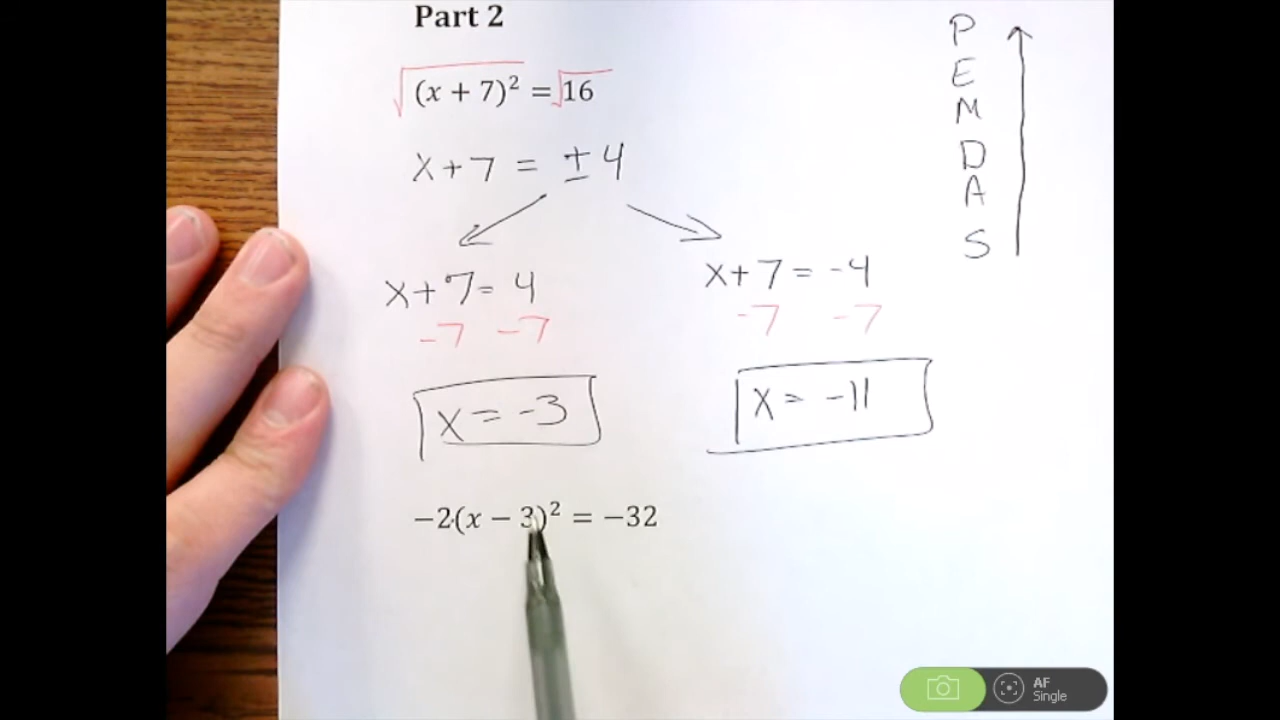 Part 2
√(x + 7)² = √16
x + 7 = ± 4
x + 7 = 4
-7 -7
x = -3
x + 7 = -4
-7 -7
x = -11
−2(x − 3)² = −32
P
E
M
D
A
S
AF
Single